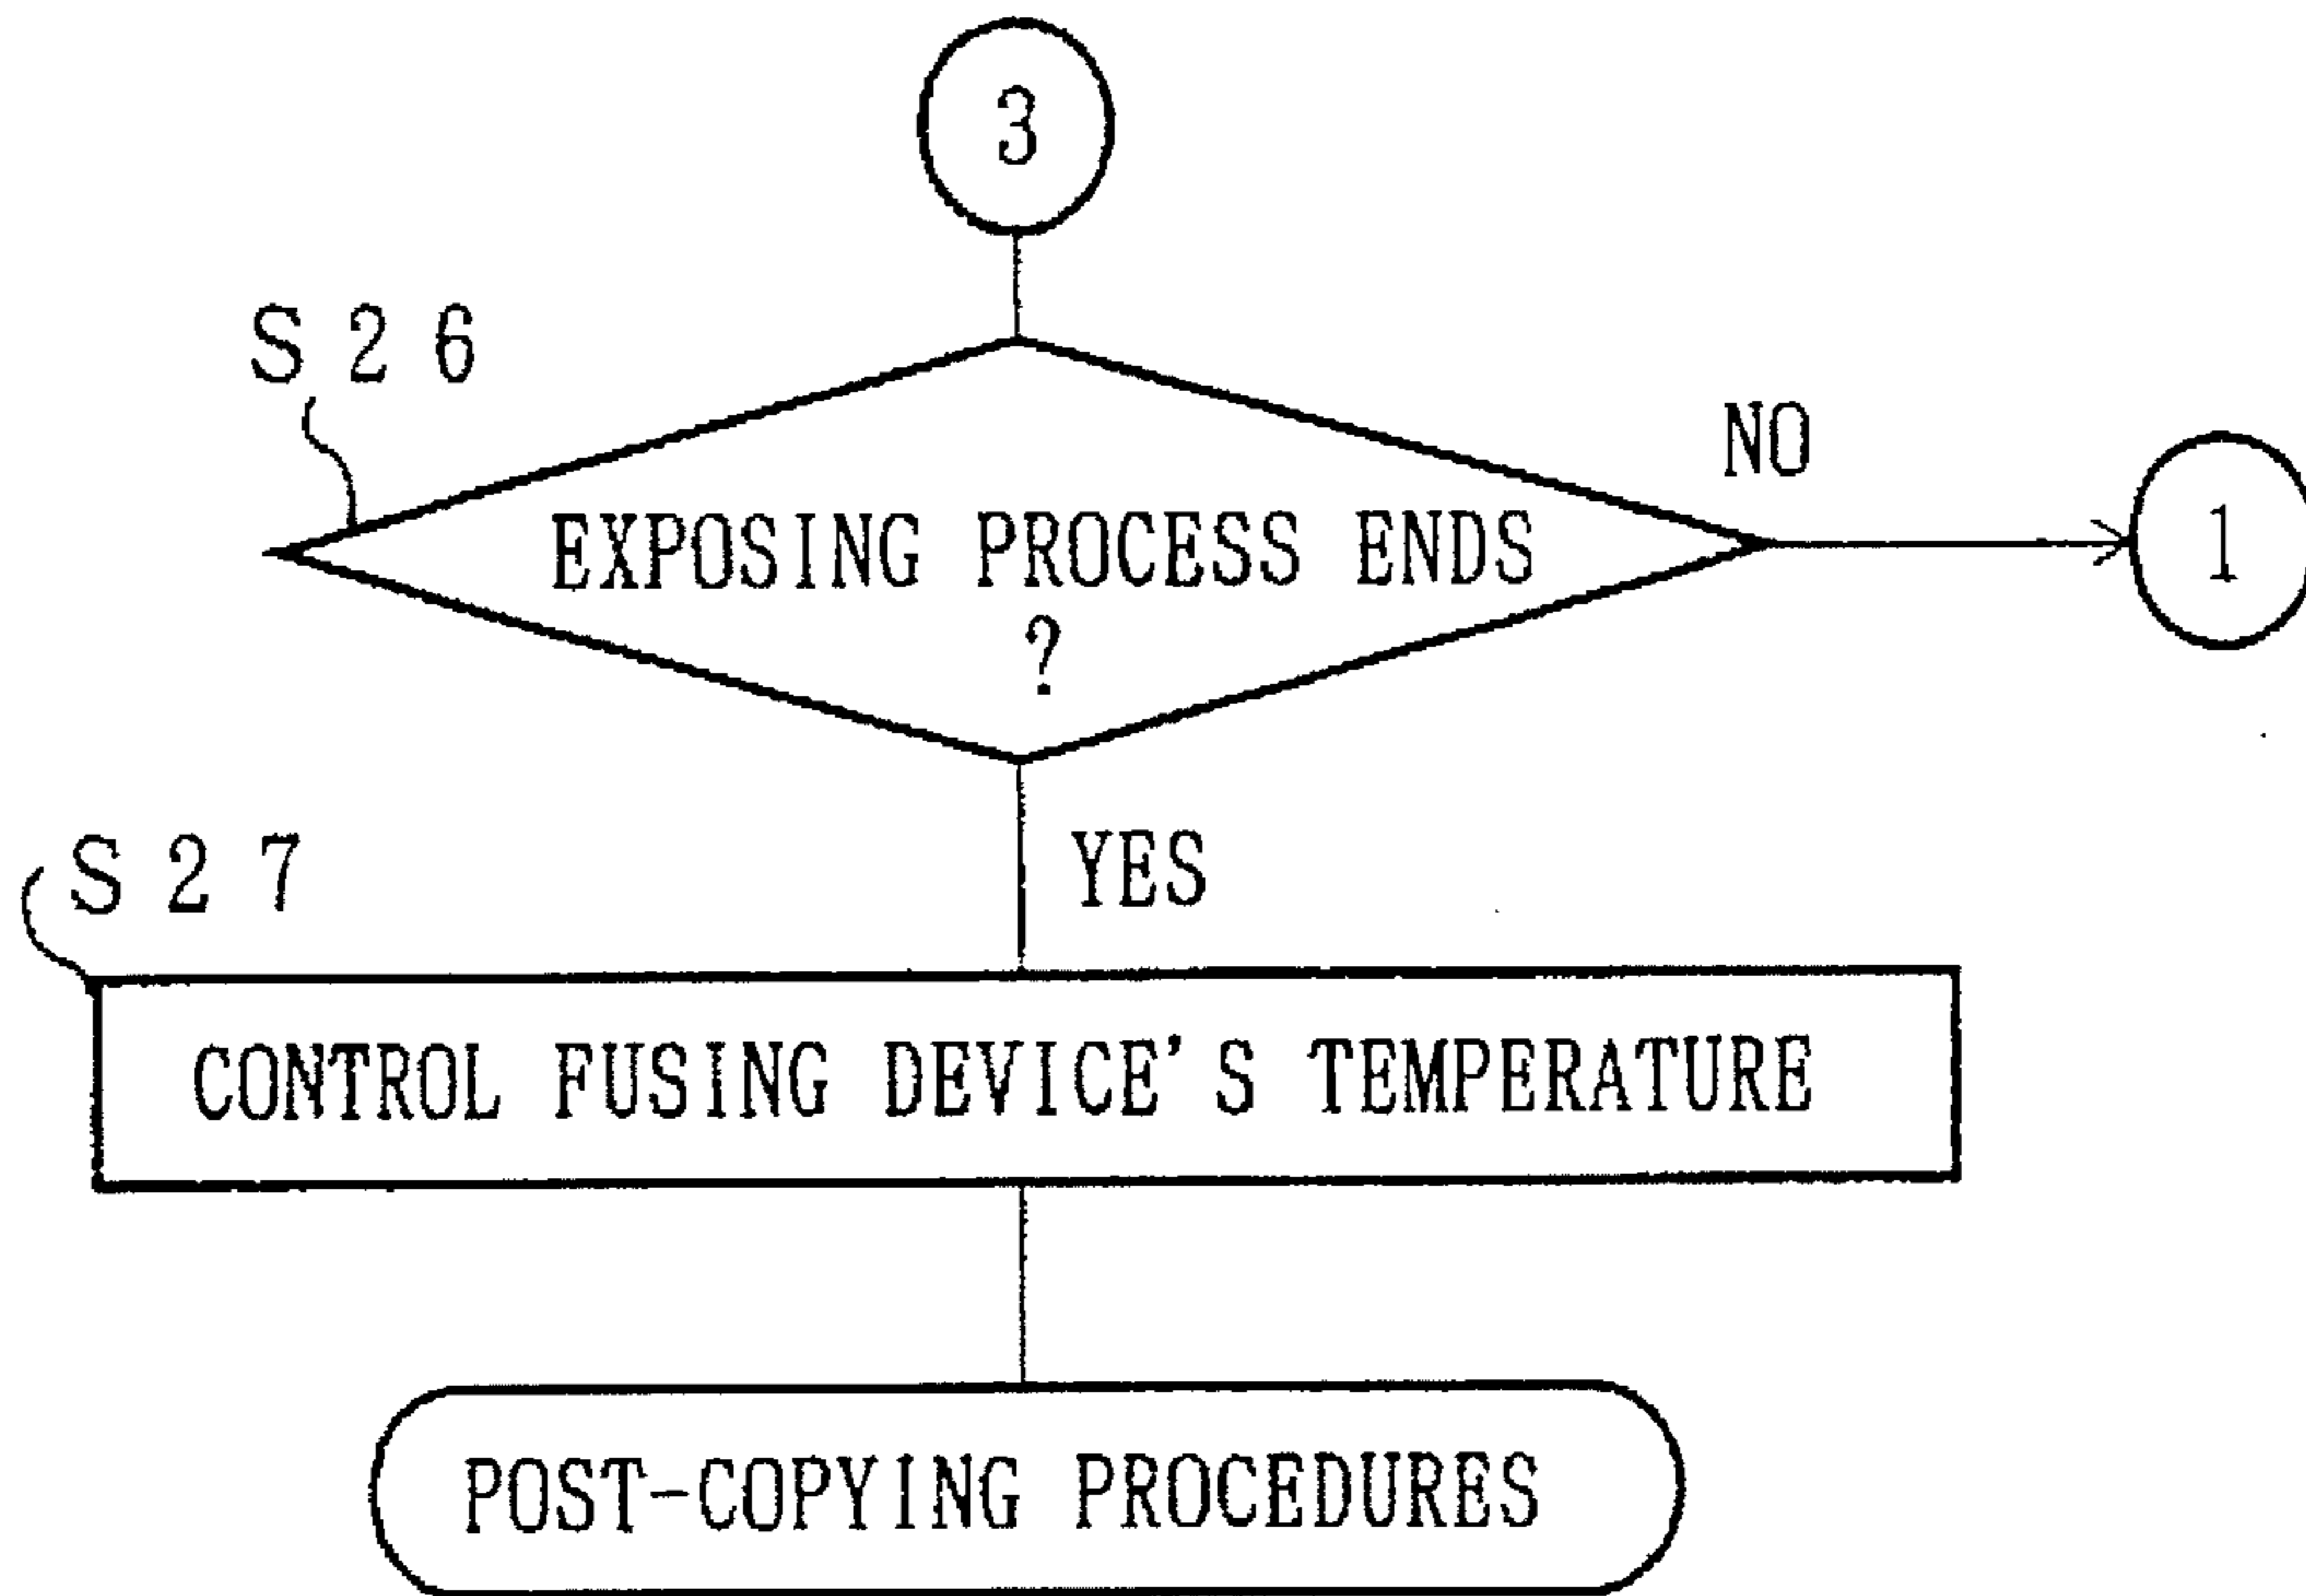 3
S26
NO
EXPOSING PROCESS ENDS
?
1
YES
S27
CONTROL FUSING DEVICE'S TEMPERATURE
POST-COPYING PROCEDURES